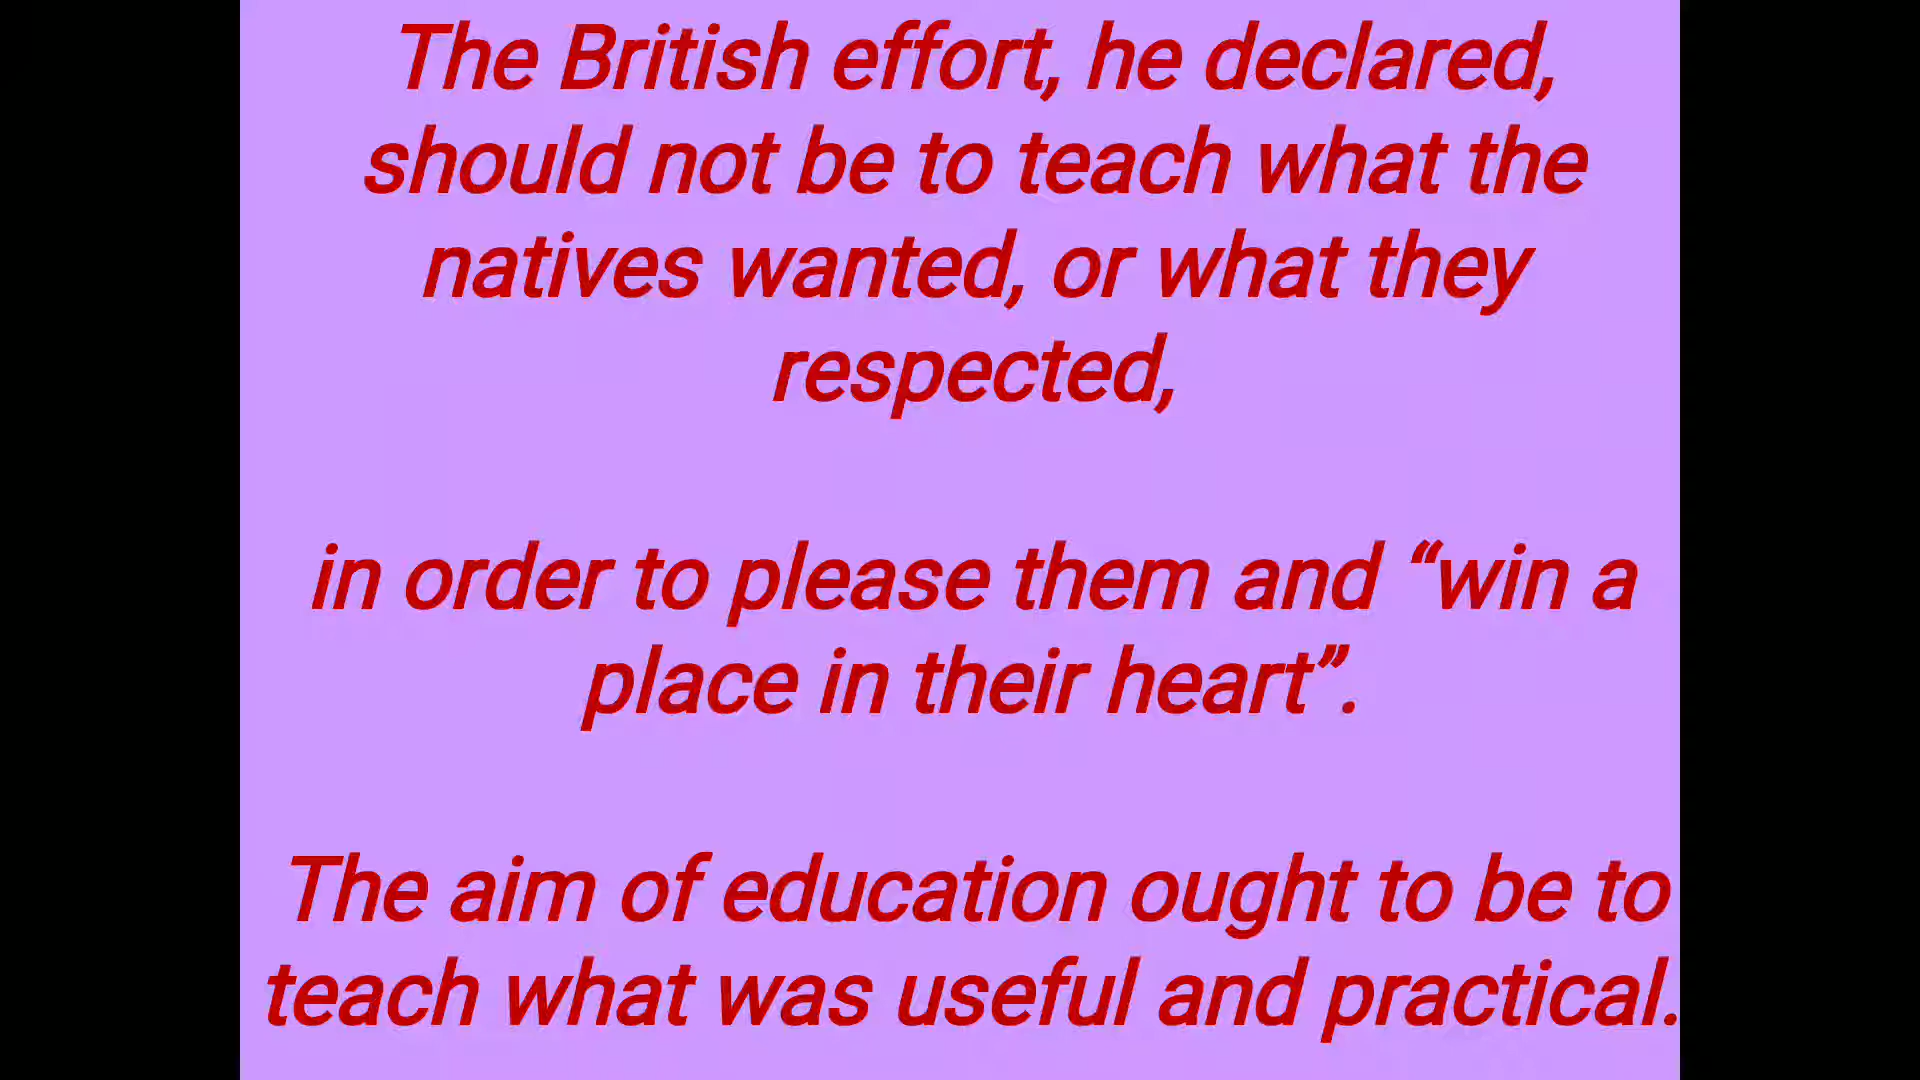 The British effort, he declared,
should not be to teach what the
natives wanted, or what they
respected,
in order to please them and “win a
place in their heart”.
The aim of education ought to be to
teach what was useful and practical.